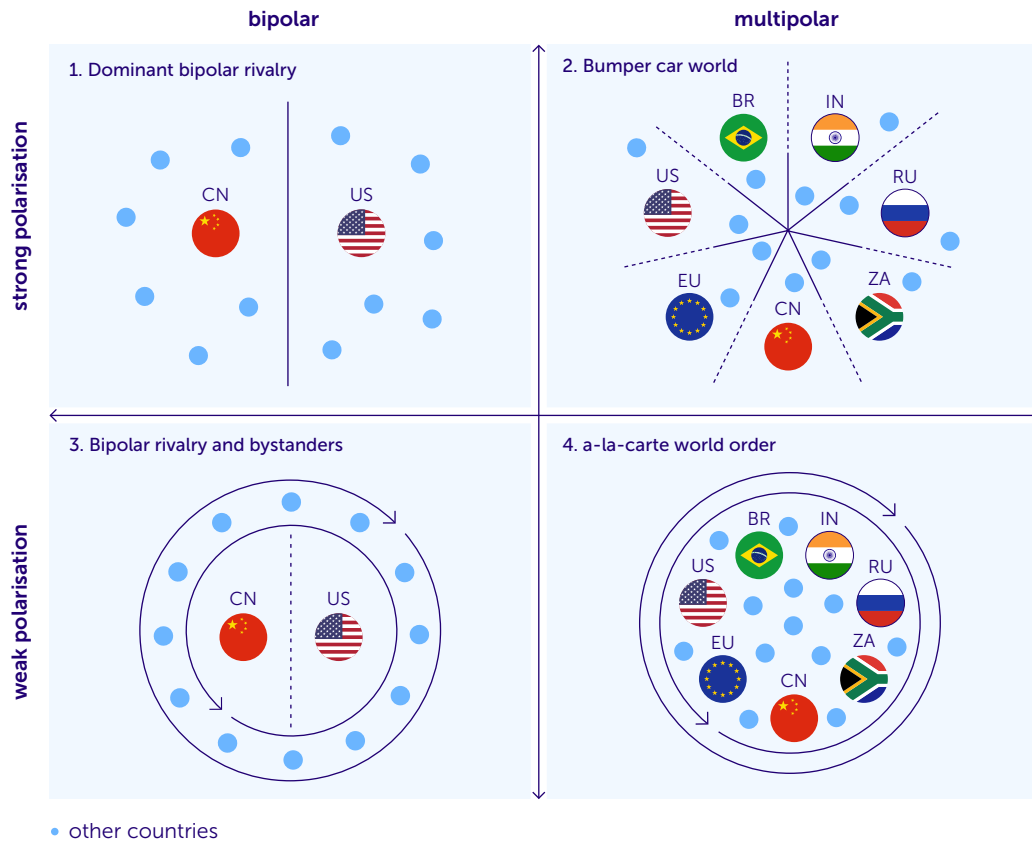 bipolar
multipolar
strong polarisation
1. Dominant bipolar rivalry
CN
US
2. Bumper car world
BR
IN
US
RU
EU
ZA
CN
weak polarisation
3. Bipolar rivalry and bystanders
CN
US
4. a-la-carte world order
BR
IN
US
RU
EU
ZA
CN
other countries